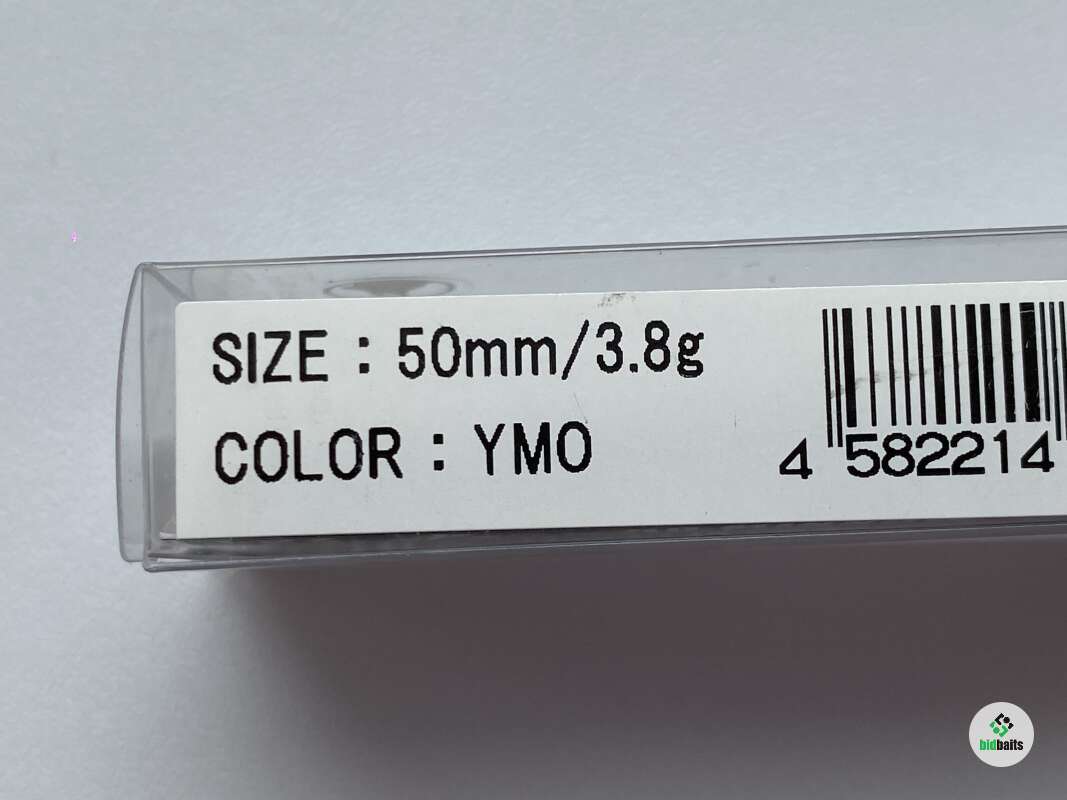 SIZE : 50mm/3.8g
COLOR : YMO
4 582214
bidbaits